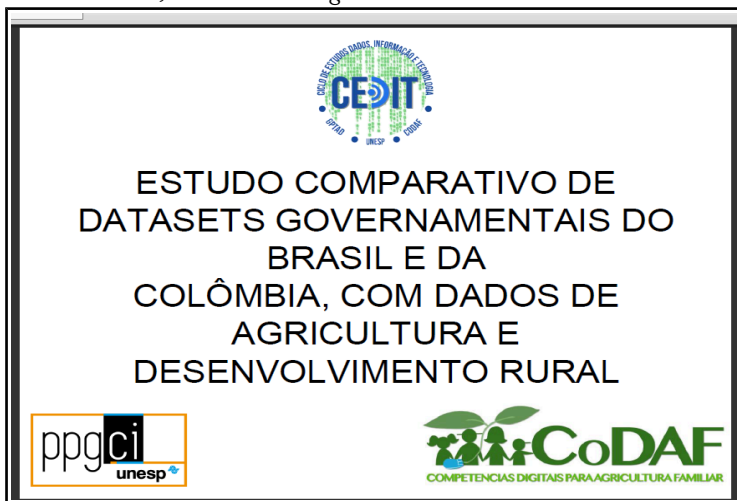 CICLO DE ESTUDOS DADOS, INFORMAÇÃO E TECNOLOGIA
CEDIT
GPTAD • UNESP • CODAF
ESTUDO COMPARATIVO DE
DATASETS GOVERNAMENTAIS DO
BRASIL E DA
COLÔMBIA, COM DADOS DE
AGRICULTURA E
DESENVOLVIMENTO RURAL
ppgci
unesp
CoDAF
COMPETENCIAS DIGITAIS PARA AGRICULTURA FAMILIAR